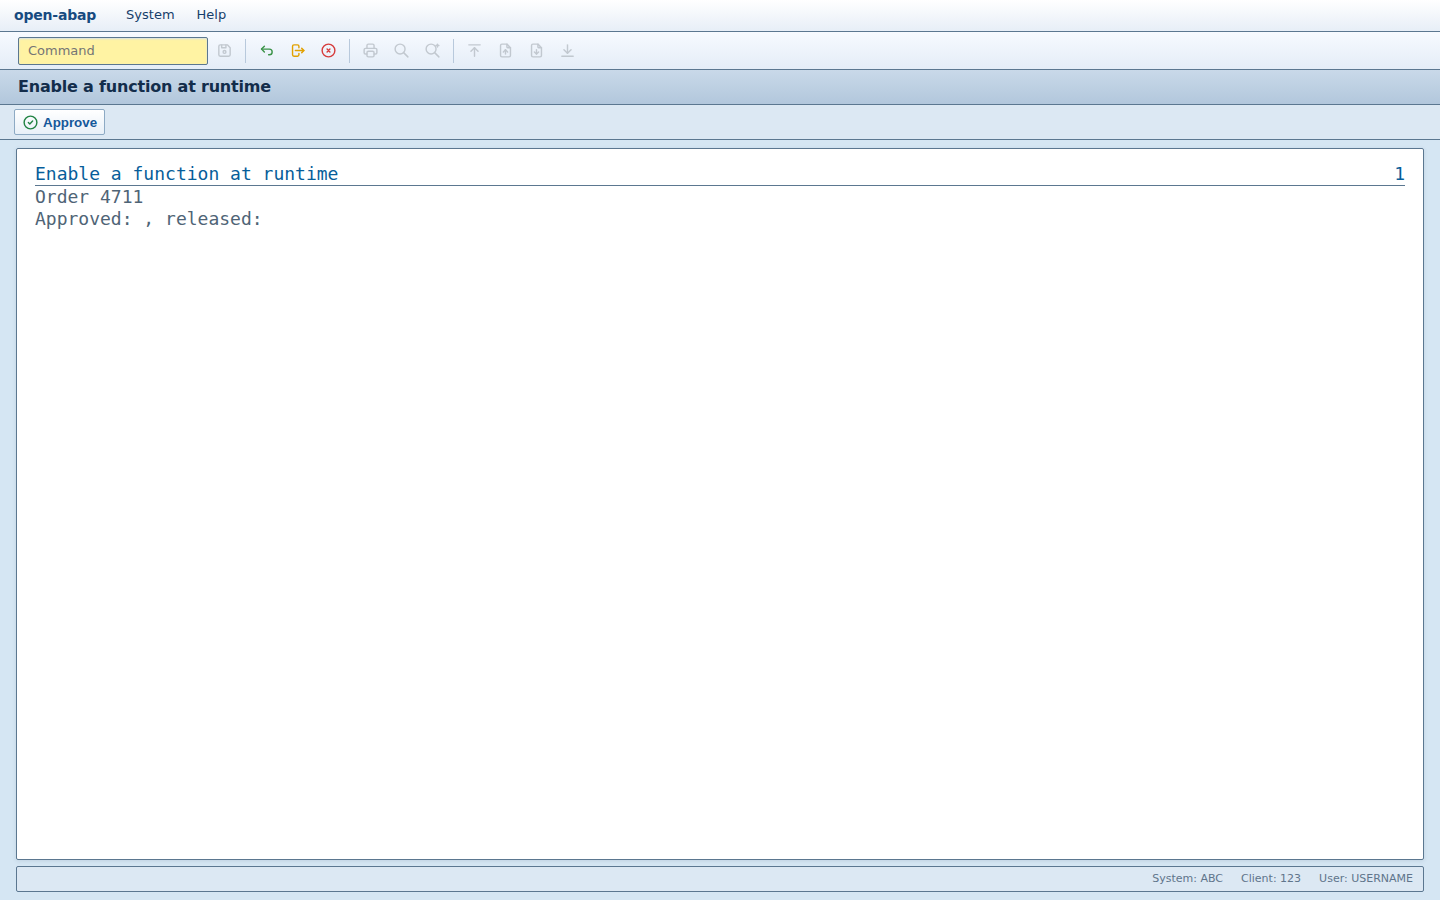 open-abap System Help
Command
Enable a function at runtime
Approve
Enable a function at runtime 1
Order 4711
Approved: , released:
System: ABC Client: 123 User: USERNAME